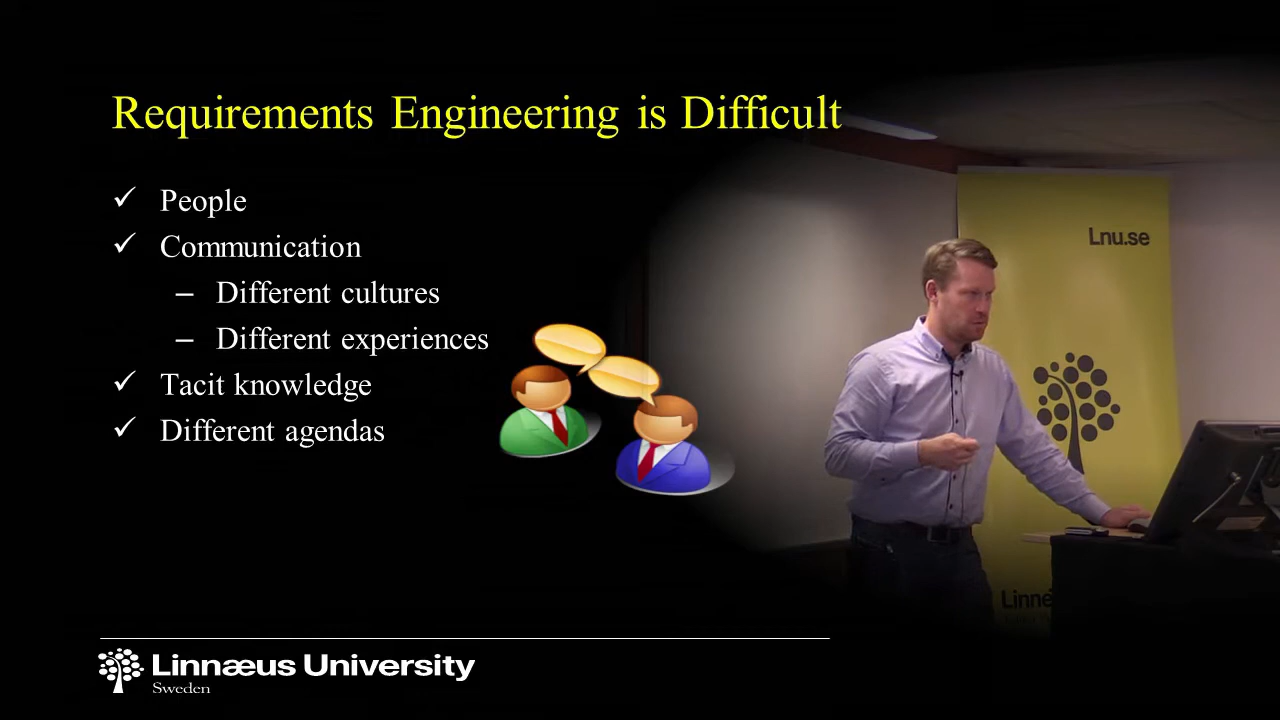 Requirements Engineering is Difficult
✓ People
✓ Communication
– Different cultures
– Different experiences
✓ Tacit knowledge
✓ Different agendas
Lnu.se
Linnæus University
Sweden